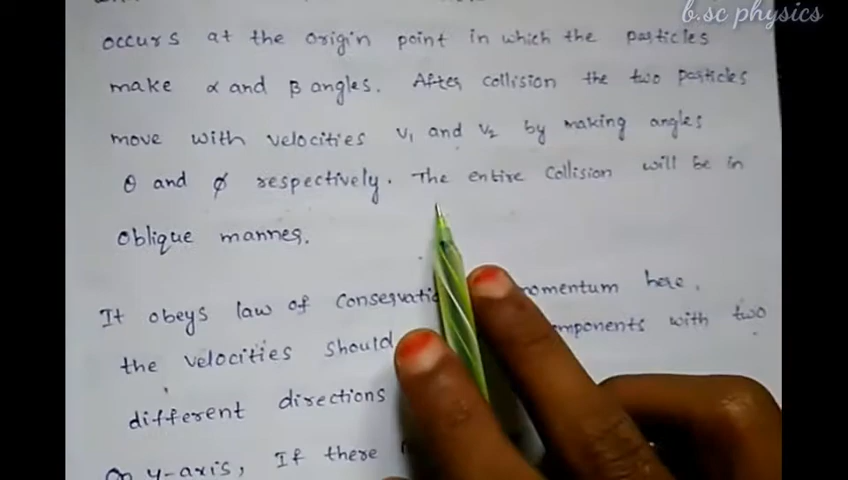 b.sc physics
occurs at the origin point in which the particles
make α and β angles. After collision the two particles
move with velocities v₁ and v₂ by making angles
θ and ϕ respectively. The entire collision will be in
oblique manner.
It obeys law of momentum here.
the velocities should with two
different directions
On y-axis, If there